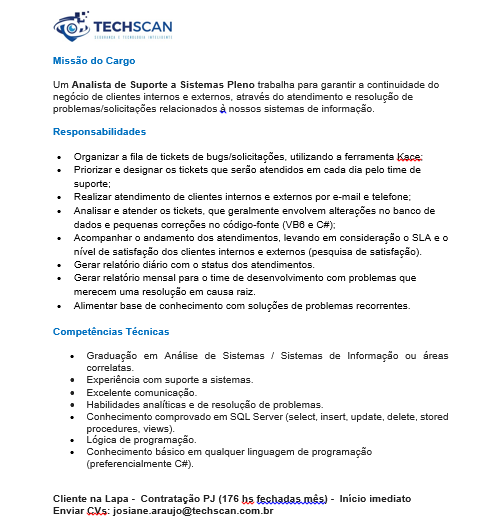 TECHSCAN
Missão do Cargo
Um Analista de Suporte a Sistemas Pleno trabalha para garantir a continuidade do
negócio de clientes internos e externos, através do atendimento e resolução de
problemas/solicitações relacionados à nossos sistemas de informação.
Responsabilidades
• Organizar a fila de tickets de bugs/solicitações, utilizando a ferramenta Kace;
• Priorizar e designar os tickets que serão atendidos em cada dia pelo time de
suporte;
• Realizar atendimento de clientes internos e externos por e-mail e telefone;
• Analisar e atender os tickets, que geralmente envolvem alterações no banco de
dados e pequenas correções no código-fonte (VB6 e C#);
• Acompanhar o andamento dos atendimentos, levando em consideração o SLA e o
nível de satisfação dos clientes internos e externos (pesquisa de satisfação).
• Gerar relatório diário com o status dos atendimentos.
• Gerar relatório mensal para o time de desenvolvimento com problemas que
merecem uma resolução em causa raiz.
• Alimentar base de conhecimento com soluções de problemas recorrentes.
Competências Técnicas
• Graduação em Análise de Sistemas / Sistemas de Informação ou áreas
correlatas.
• Experiência com suporte a sistemas.
• Excelente comunicação.
• Habilidades analíticas e de resolução de problemas.
• Conhecimento comprovado em SQL Server (select, insert, update, delete, stored
procedures, views).
• Lógica de programação.
• Conhecimento básico em qualquer linguagem de programação
(preferencialmente C#).
Cliente na Lapa - Contratação PJ (176 hs fechadas mês) - Início imediato
Enviar CVs: josiane.araujo@techscan.com.br